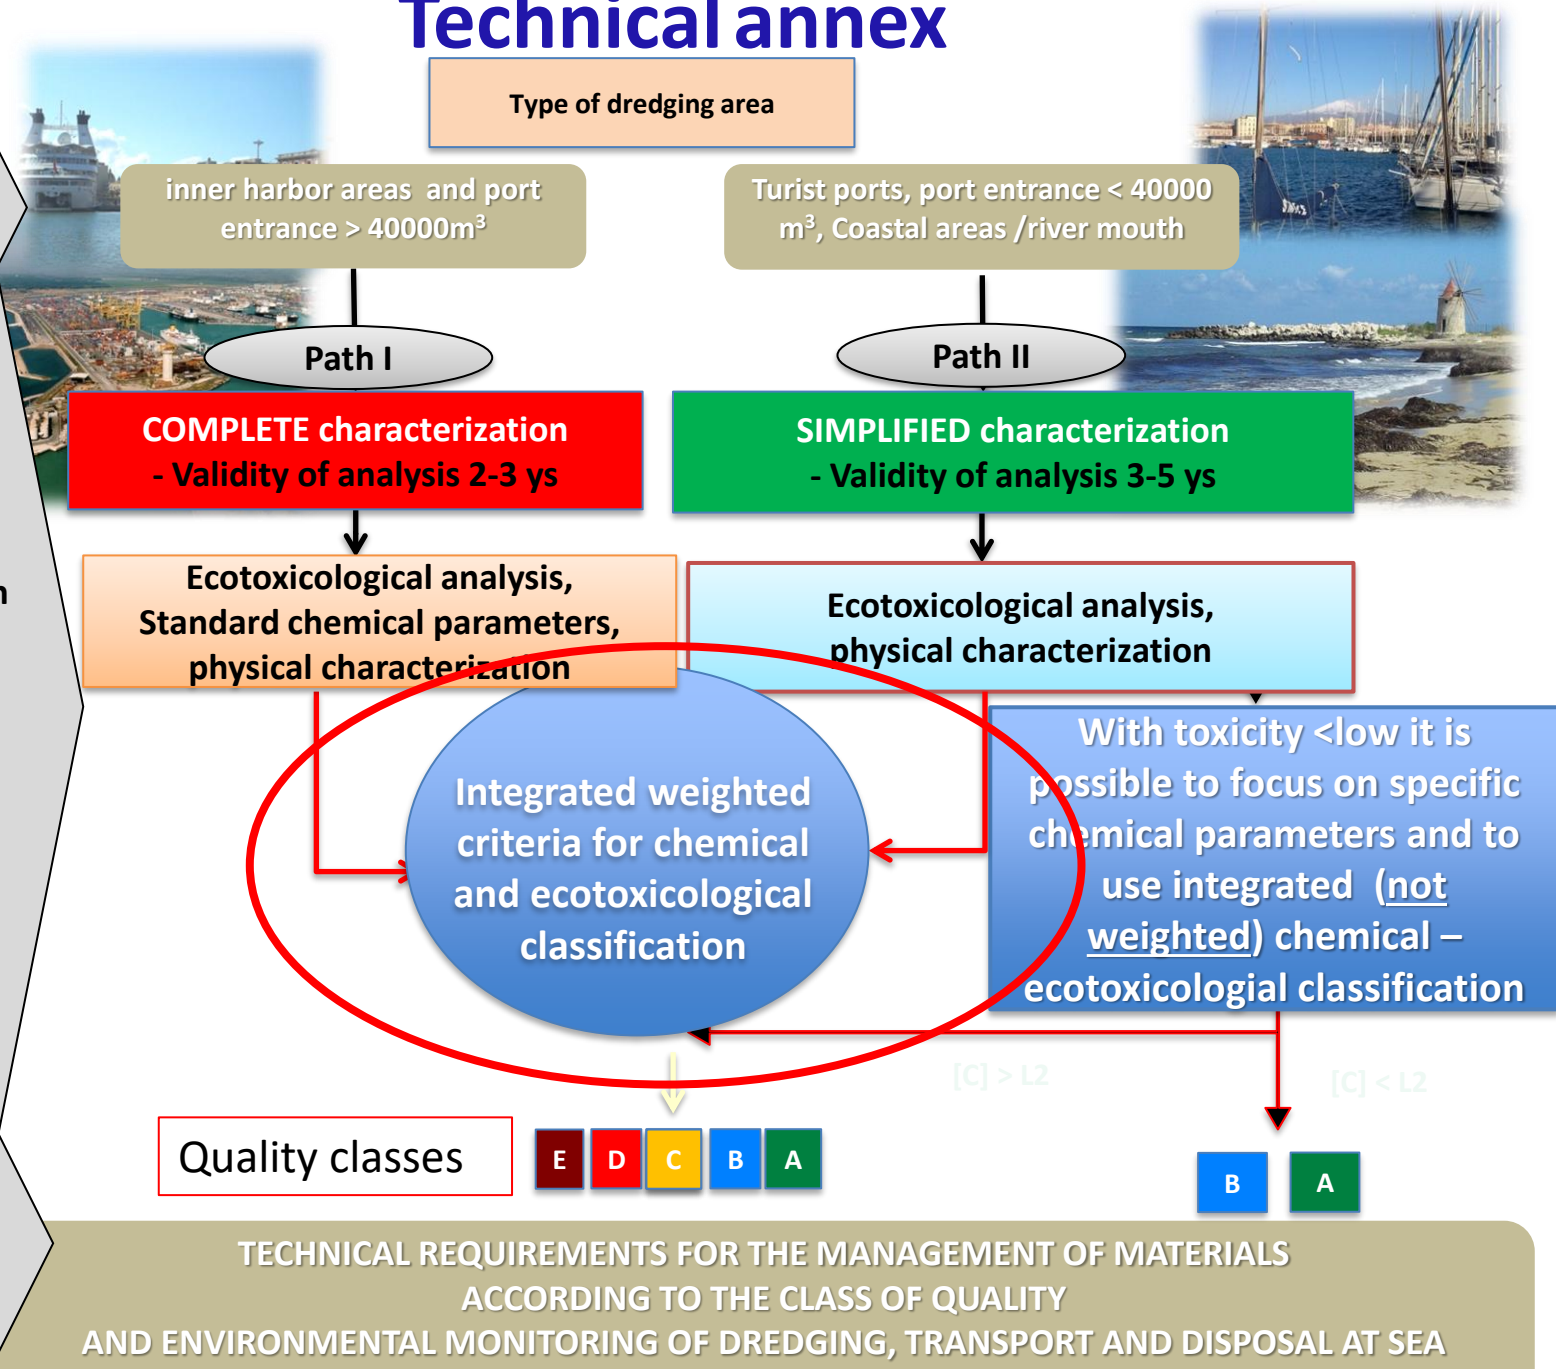 Technical annex
Type of dredging area
inner harbor areas and port
entrance > 40000m³
Turist ports, port entrance < 40000
m³, Coastal areas /river mouth
Path I
Path II
COMPLETE characterization
- Validity of analysis 2-3 ys
SIMPLIFIED characterization
- Validity of analysis 3-5 ys
Ecotoxicological analysis,
Standard chemical parameters,
physical characterization
Ecotoxicological analysis,
physical characterization
Integrated weighted
criteria for chemical
and ecotoxicological
classification
With toxicity <low it is
possible to focus on specific
chemical parameters and to
use integrated (not
weighted) chemical –
ecotoxicologial classification
[C] > L2
[C] < L2
Quality classes
E D C B A
B A
TECHNICAL REQUIREMENTS FOR THE MANAGEMENT OF MATERIALS
ACCORDING TO THE CLASS OF QUALITY
AND ENVIRONMENTAL MONITORING OF DREDGING, TRANSPORT AND DISPOSAL AT SEA